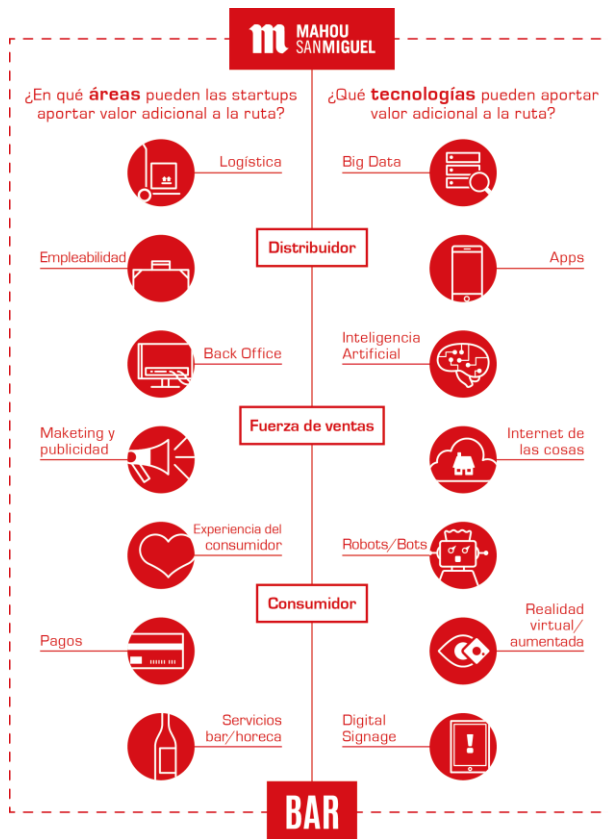 MAHOU
SANMIGUEL
¿En qué áreas pueden las startups
aportar valor adicional a la ruta?
¿Qué tecnologías pueden aportar
valor adicional a la ruta?
Logística
Big Data
Distribuidor
Empleabilidad
Apps
Back Office
Inteligencia
Artificial
Fuerza de ventas
Maketing y
publicidad
Internet de
las cosas
Experiencia del
consumidor
Robots/Bots
Consumidor
Pagos
Realidad
virtual/
aumentada
Servicios
bar/horeca
Digital
Signage
!
BAR